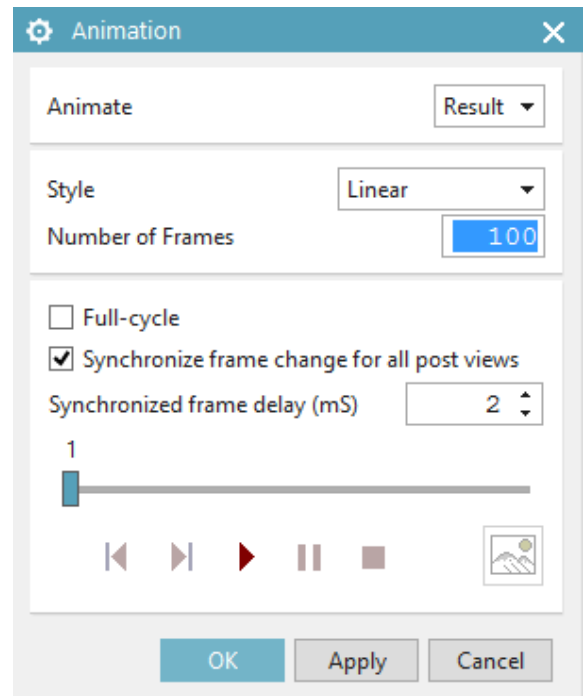 Animation
Animate Result
Style Linear
Number of Frames 100
Full-cycle
Synchronize frame change for all post views
Synchronized frame delay (mS) 2
1
OK Apply Cancel